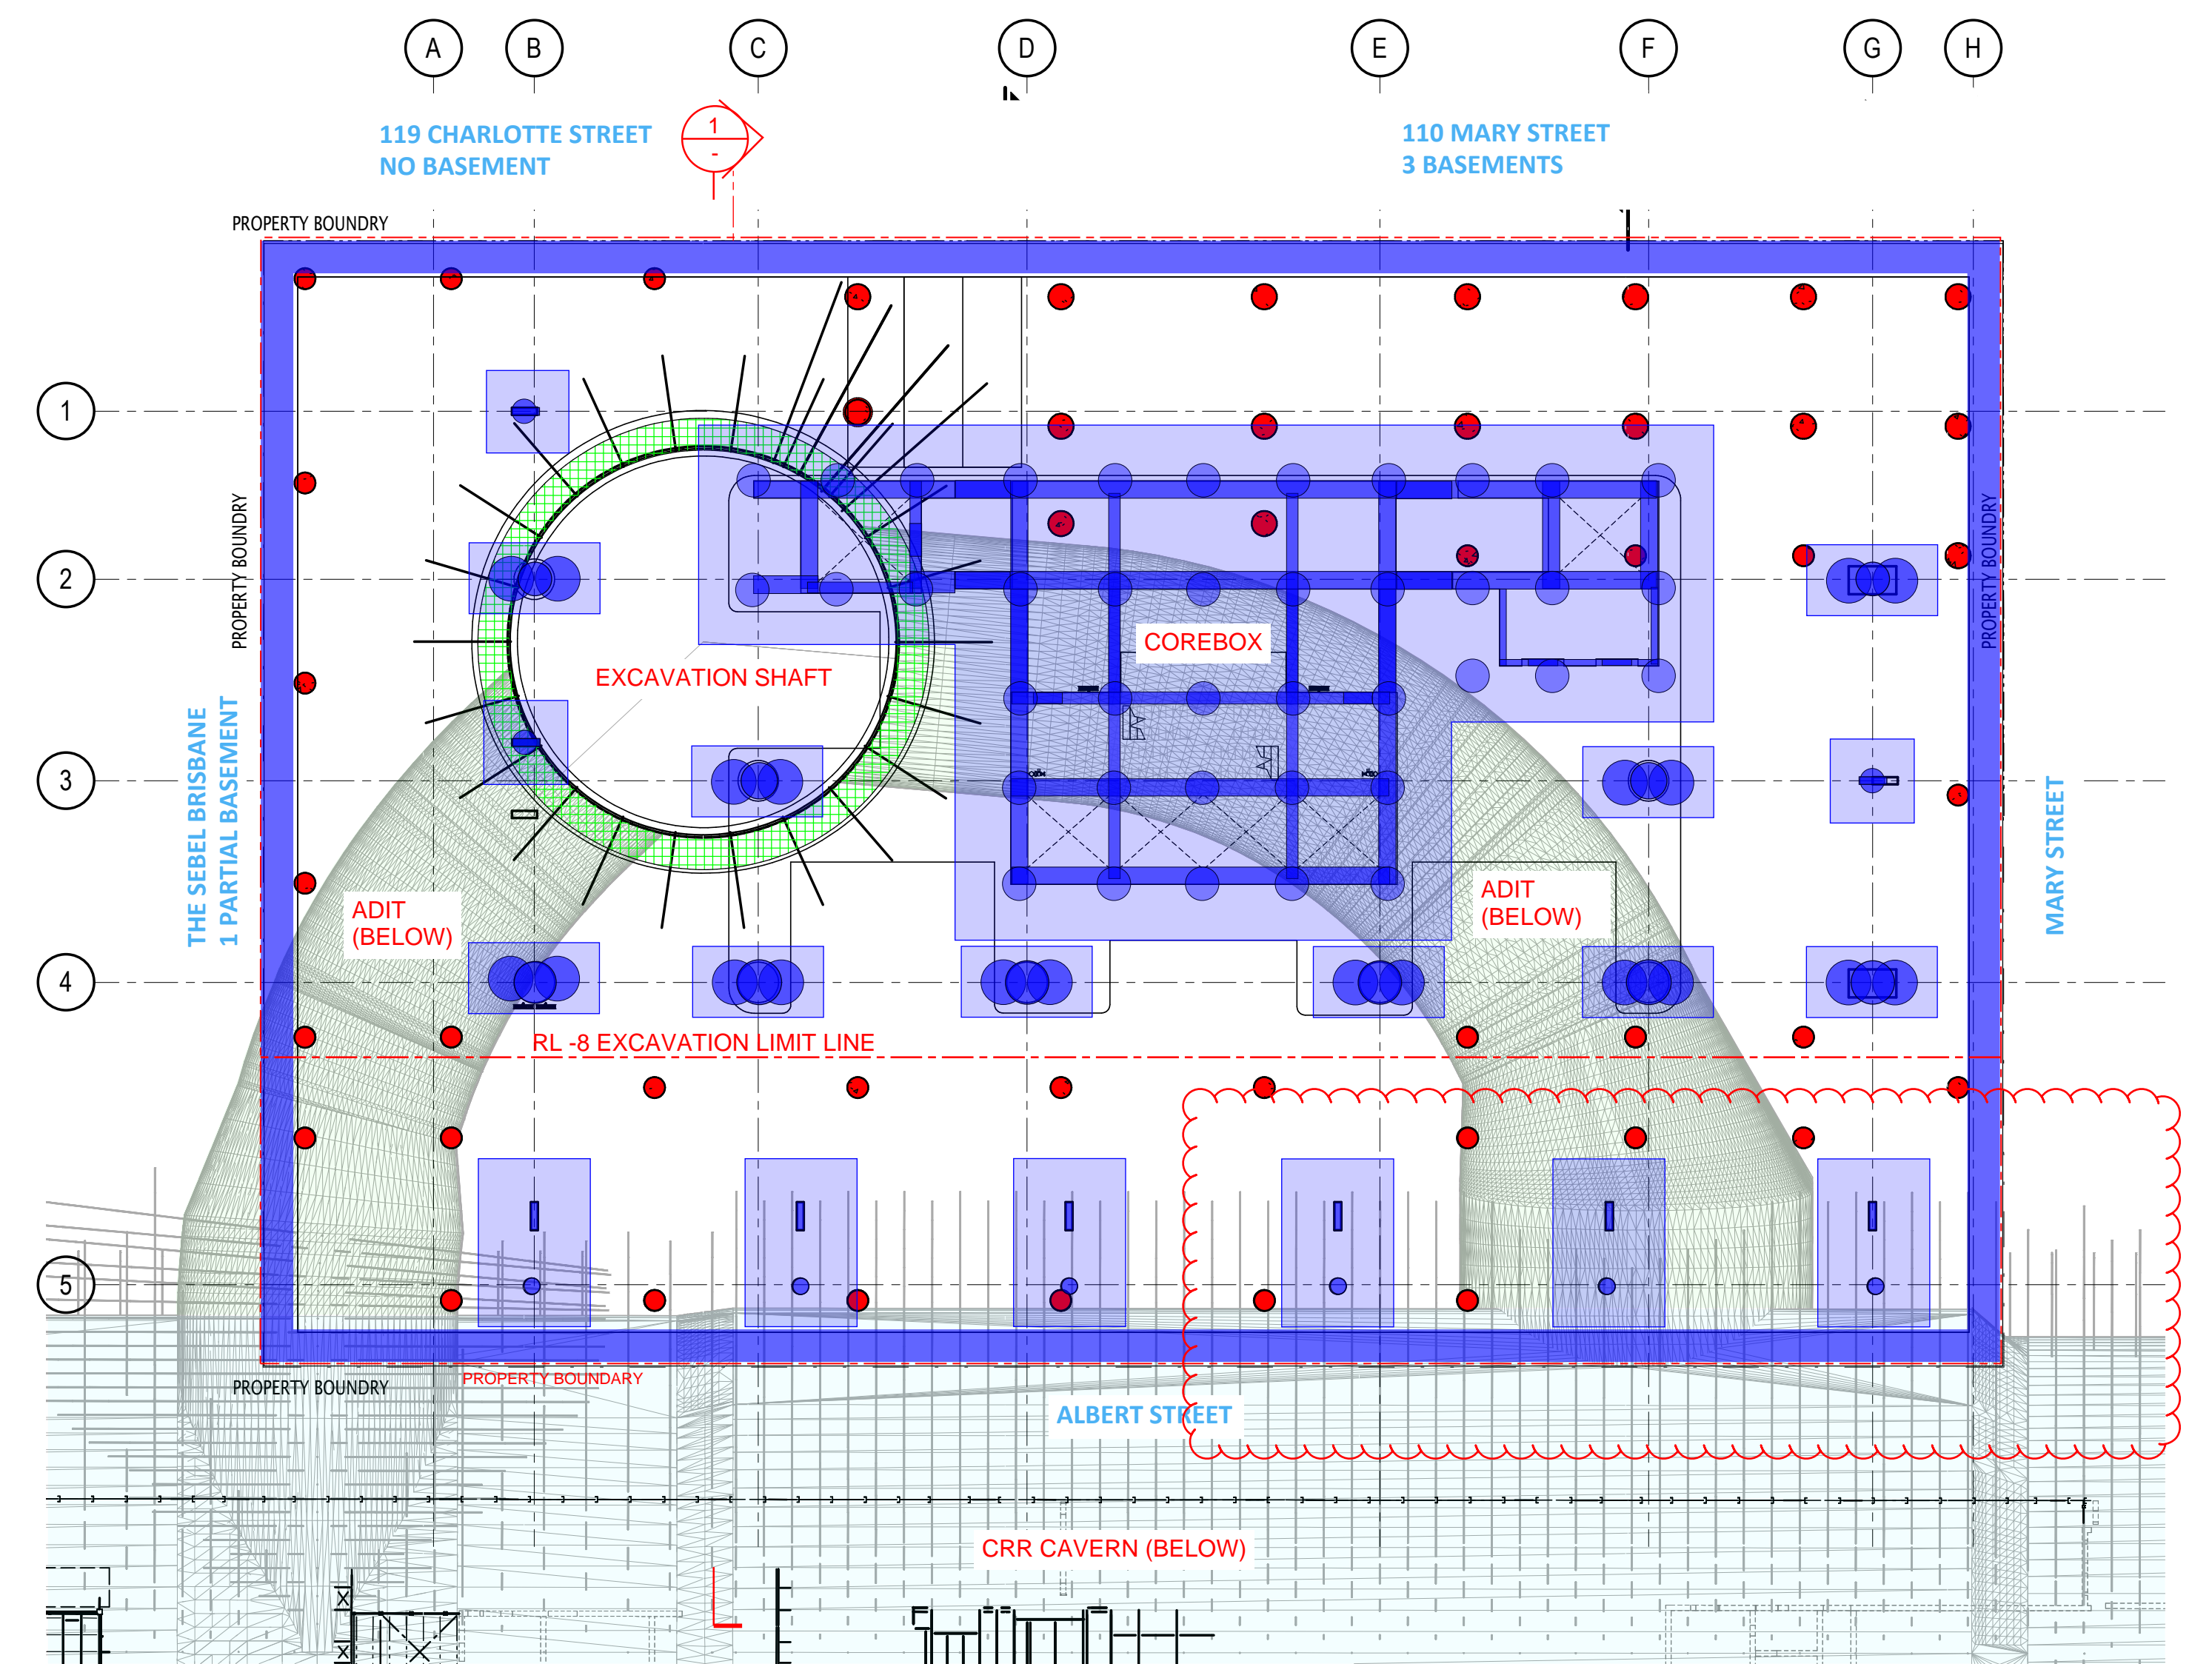 A
B
C
D
E
F
G
H
119 CHARLOTTE STREET
NO BASEMENT
1
-
110 MARY STREET
3 BASEMENTS
PROPERTY BOUNDRY
1
2
3
4
5
PROPERTY BOUNDRY
PROPERTY BOUNDRY
COREBOX
EXCAVATION SHAFT
THE SEBEL BRISBANE
1 PARTIAL BASEMENT
MARY STREET
ADIT
(BELOW)
ADIT
(BELOW)
RL -8 EXCAVATION LIMIT LINE
PROPERTY BOUNDRY
PROPERTY BOUNDARY
ALBERT STREET
CRR CAVERN (BELOW)